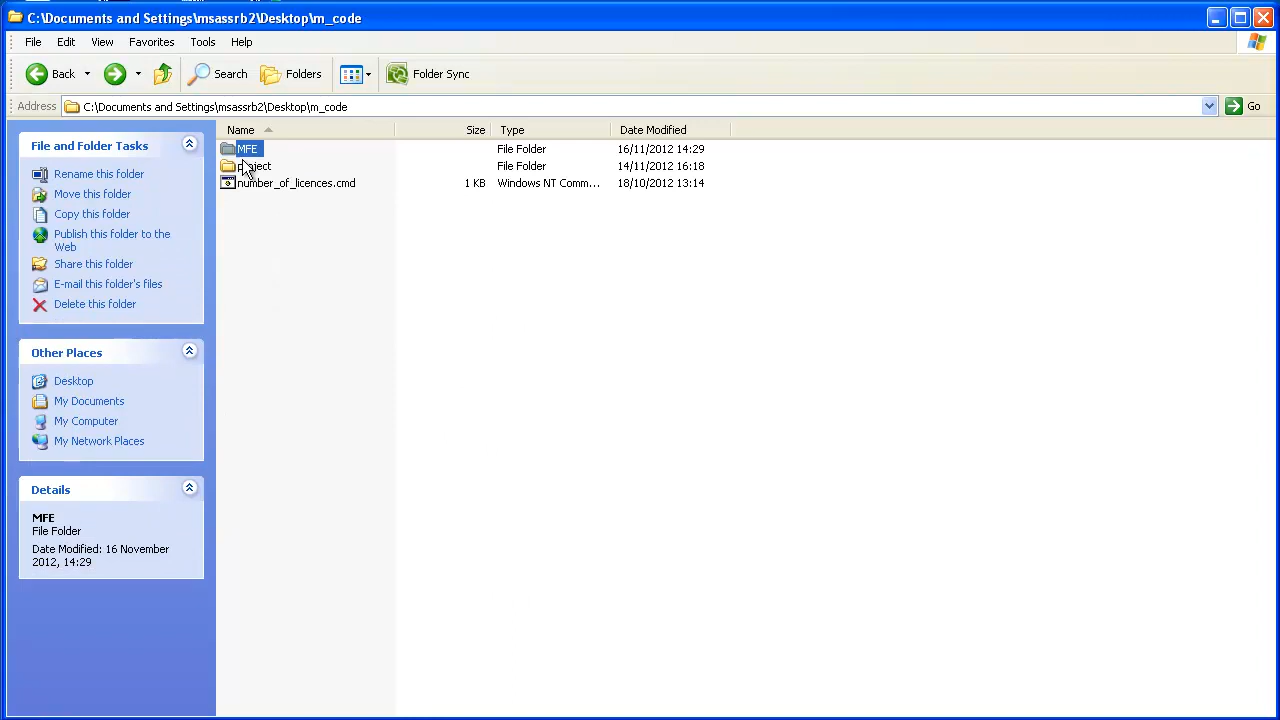 C:\Documents and Settings\msassrb2\Desktop\m_code
File Edit View Favorites Tools Help
Back Search Folders Folder Sync
Address C:\Documents and Settings\msassrb2\Desktop\m_code Go
Name Size Type Date Modified
MFE File Folder 16/11/2012 14:29
project File Folder 14/11/2012 16:18
number_of_licences.cmd 1 KB Windows NT Comm... 18/10/2012 13:14
File and Folder Tasks
Rename this folder
Move this folder
Copy this folder
Publish this folder to the
Web
Share this folder
E-mail this folder's files
Delete this folder
Other Places
Desktop
My Documents
My Computer
My Network Places
Details
MFE
File Folder
Date Modified: 16 November
2012, 14:29